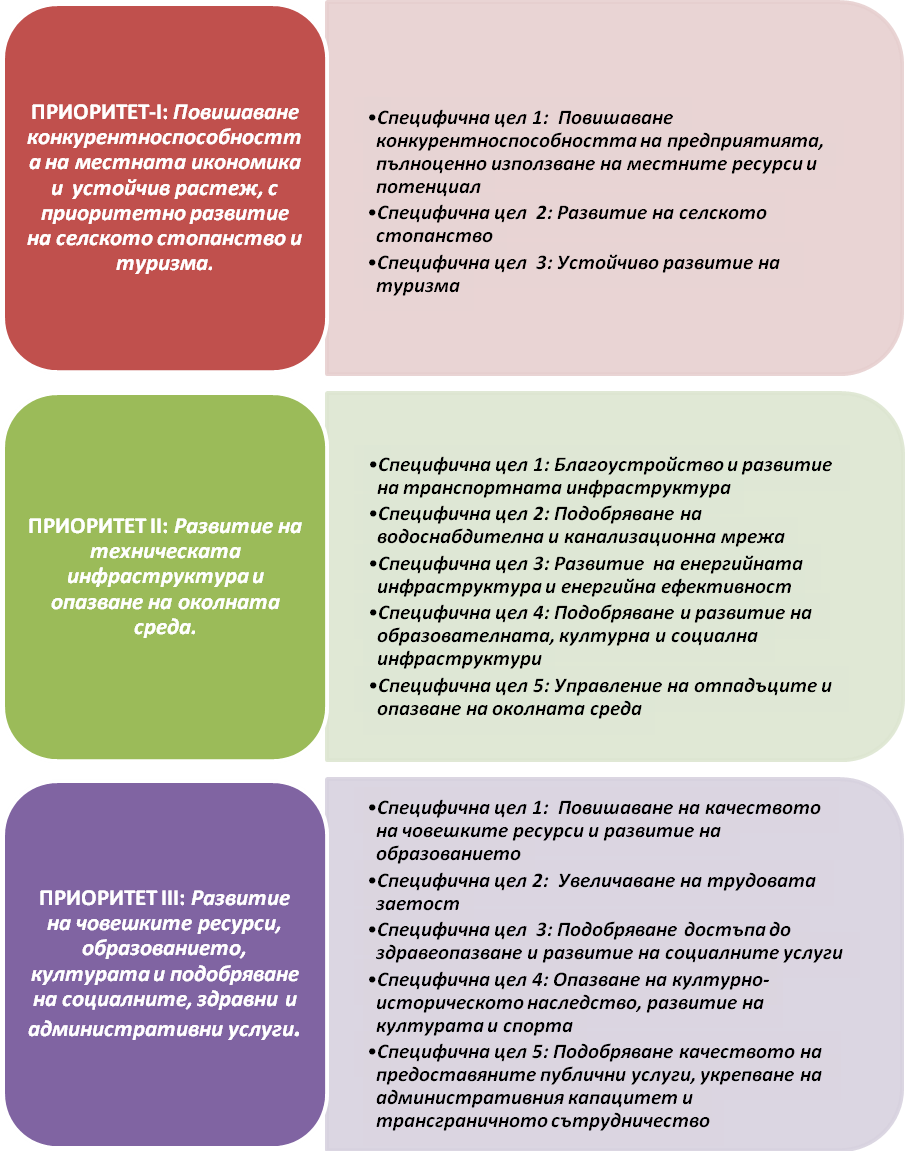 ПРИОРИТЕТ-I: Повишаване
конкурентноспособностт
а на местната икономика
и устойчив растеж, с
приоритетно развитие
на селското стопанство и
туризма.
•Специфична цел 1: Повишаване
конкурентноспособността на предприятията,
пълноценно използване на местните ресурси и
потенциал
•Специфична цел 2: Развитие на селското
стопанство
•Специфична цел 3: Устойчиво развитие на
туризма
ПРИОРИТЕТ II: Развитие на
техническата
инфраструктура и
опазване на околната
среда.
•Специфична цел 1: Благоустройство и развитие
на транспортната инфраструктура
•Специфична цел 2: Подобряване на
водоснабдителна и канализационна мрежа
•Специфична цел 3: Развитие на енергийната
инфраструктура и енергийна ефективност
•Специфична цел 4: Подобряване и развитие на
образователната, културна и социална
инфраструктури
•Специфична цел 5: Управление на отпадъците и
опазване на околната среда
ПРИОРИТЕТ III: Развитие
на човешките ресурси,
образованието,
културата и подобряване
на социалните, здравни и
административни услуги.
•Специфична цел 1: Повишаване на качеството
на човешките ресурси и развитие на
образованието
•Специфична цел 2: Увеличаване на трудовата
заетост
•Специфична цел 3: Подобряване достъпа до
здравеопазване и развитие на социалните услуги
•Специфична цел 4: Опазване на културно-
историческото наследство, развитие на
културата и спорта
•Специфична цел 5: Подобряване качеството на
предоставяните публични услуги, укрепване на
административния капацитет и
трансграничното сътрудничество